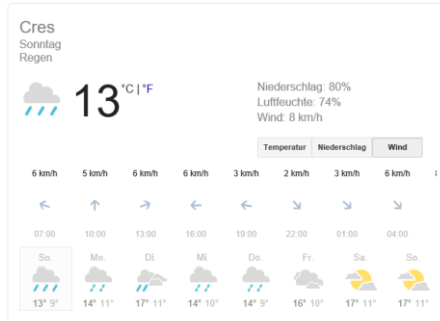 Cres
Sonntag
Regen
13 °C | °F
Niederschlag: 80%
Luftfeuchte: 74%
Wind: 8 km/h
Temperatur Niederschlag Wind
6 km/h 5 km/h 6 km/h 6 km/h 3 km/h 2 km/h 3 km/h 6 km/h
07:00 10:00 13:00 16:00 19:00 22:00 01:00 04:00
So. Mo. Di. Mi. Do. Fr. Sa. So.
13° 9° 14° 11° 17° 11° 14° 10° 14° 9° 16° 10° 17° 11° 17° 11°